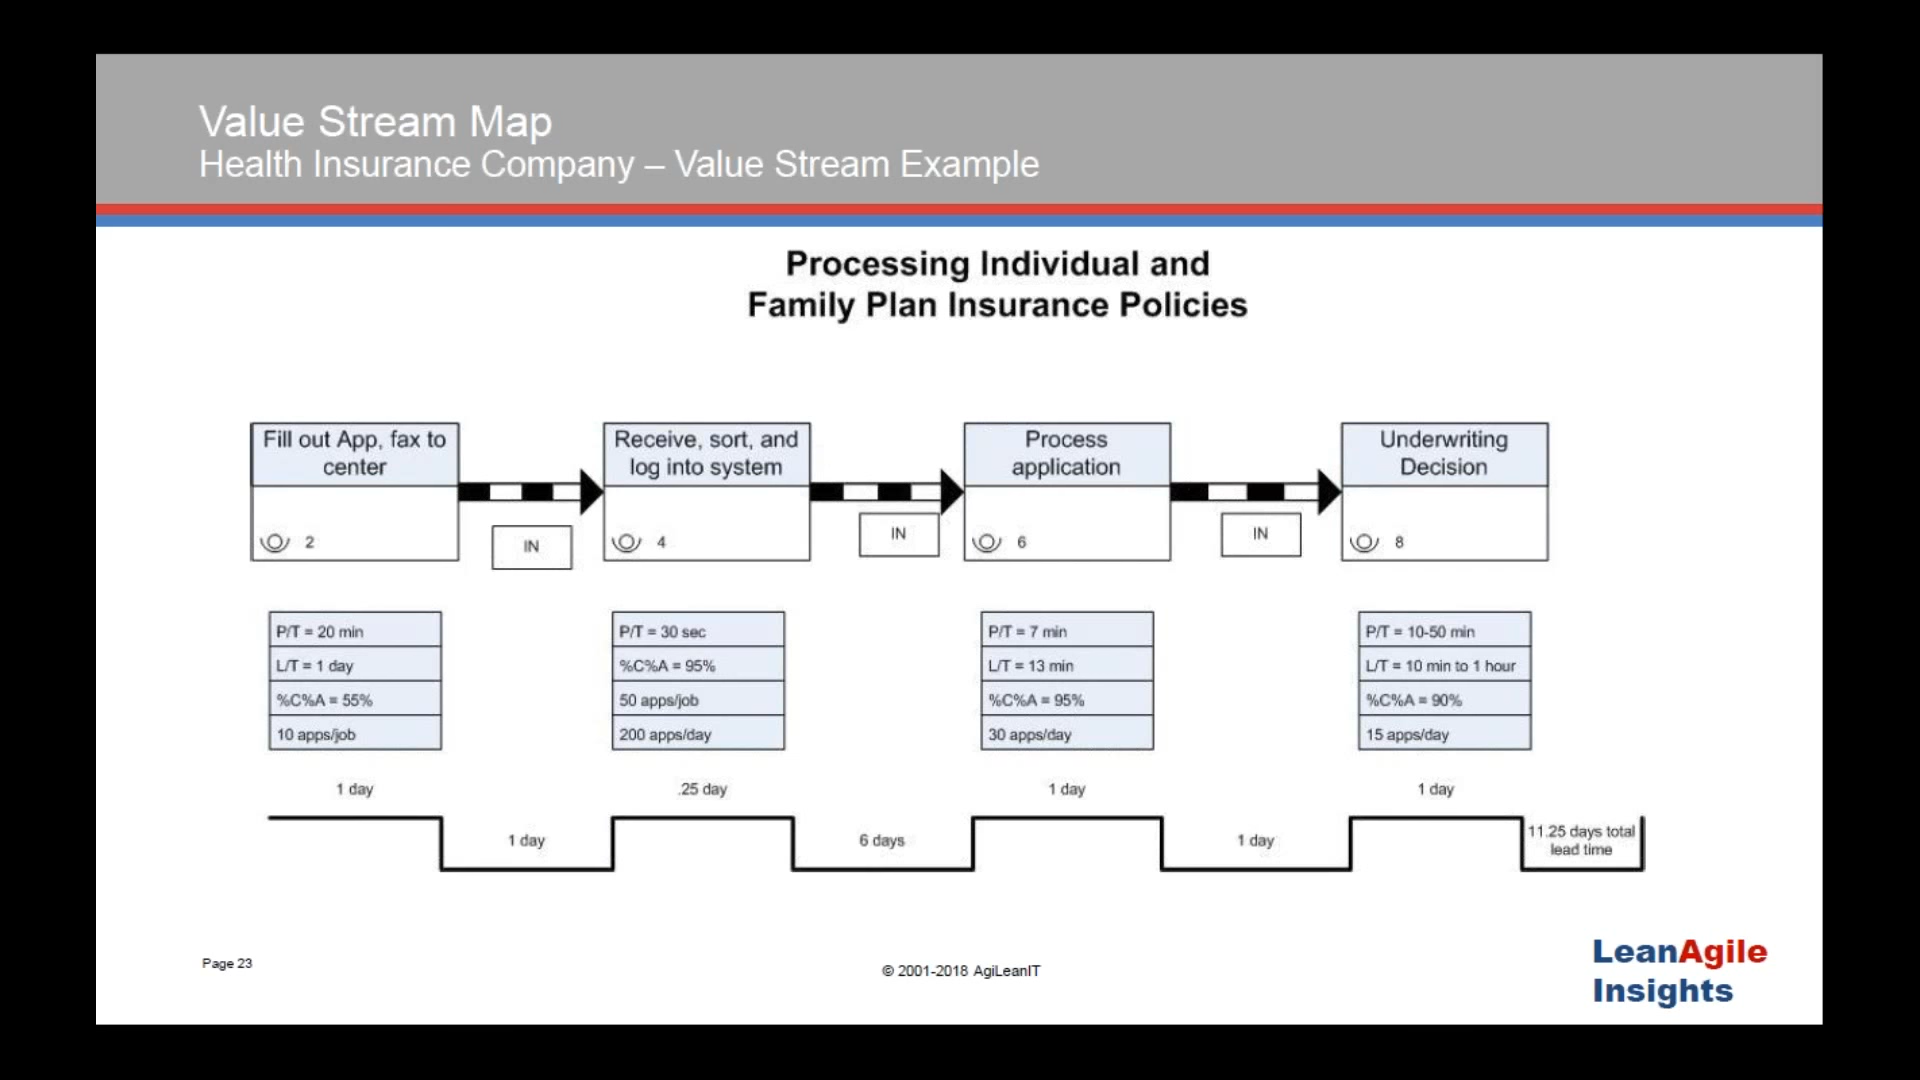 Value Stream Map
Health Insurance Company – Value Stream Example
Processing Individual and
Family Plan Insurance Policies
Fill out App, fax to
center
2
IN
Receive, sort, and
log into system
4
IN
Process
application
6
IN
Underwriting
Decision
8
P/T = 20 min
L/T = 1 day
%C%A = 55%
10 apps/job
P/T = 30 sec
%C%A = 95%
50 apps/job
200 apps/day
P/T = 7 min
L/T = 13 min
%C%A = 95%
30 apps/day
P/T = 10-50 min
L/T = 10 min to 1 hour
%C%A = 90%
15 apps/day
1 day
1 day
.25 day
6 days
1 day
1 day
1 day
11.25 days total
lead time
Page 23
© 2001-2018 AgiLeanIT
LeanAgile
Insights